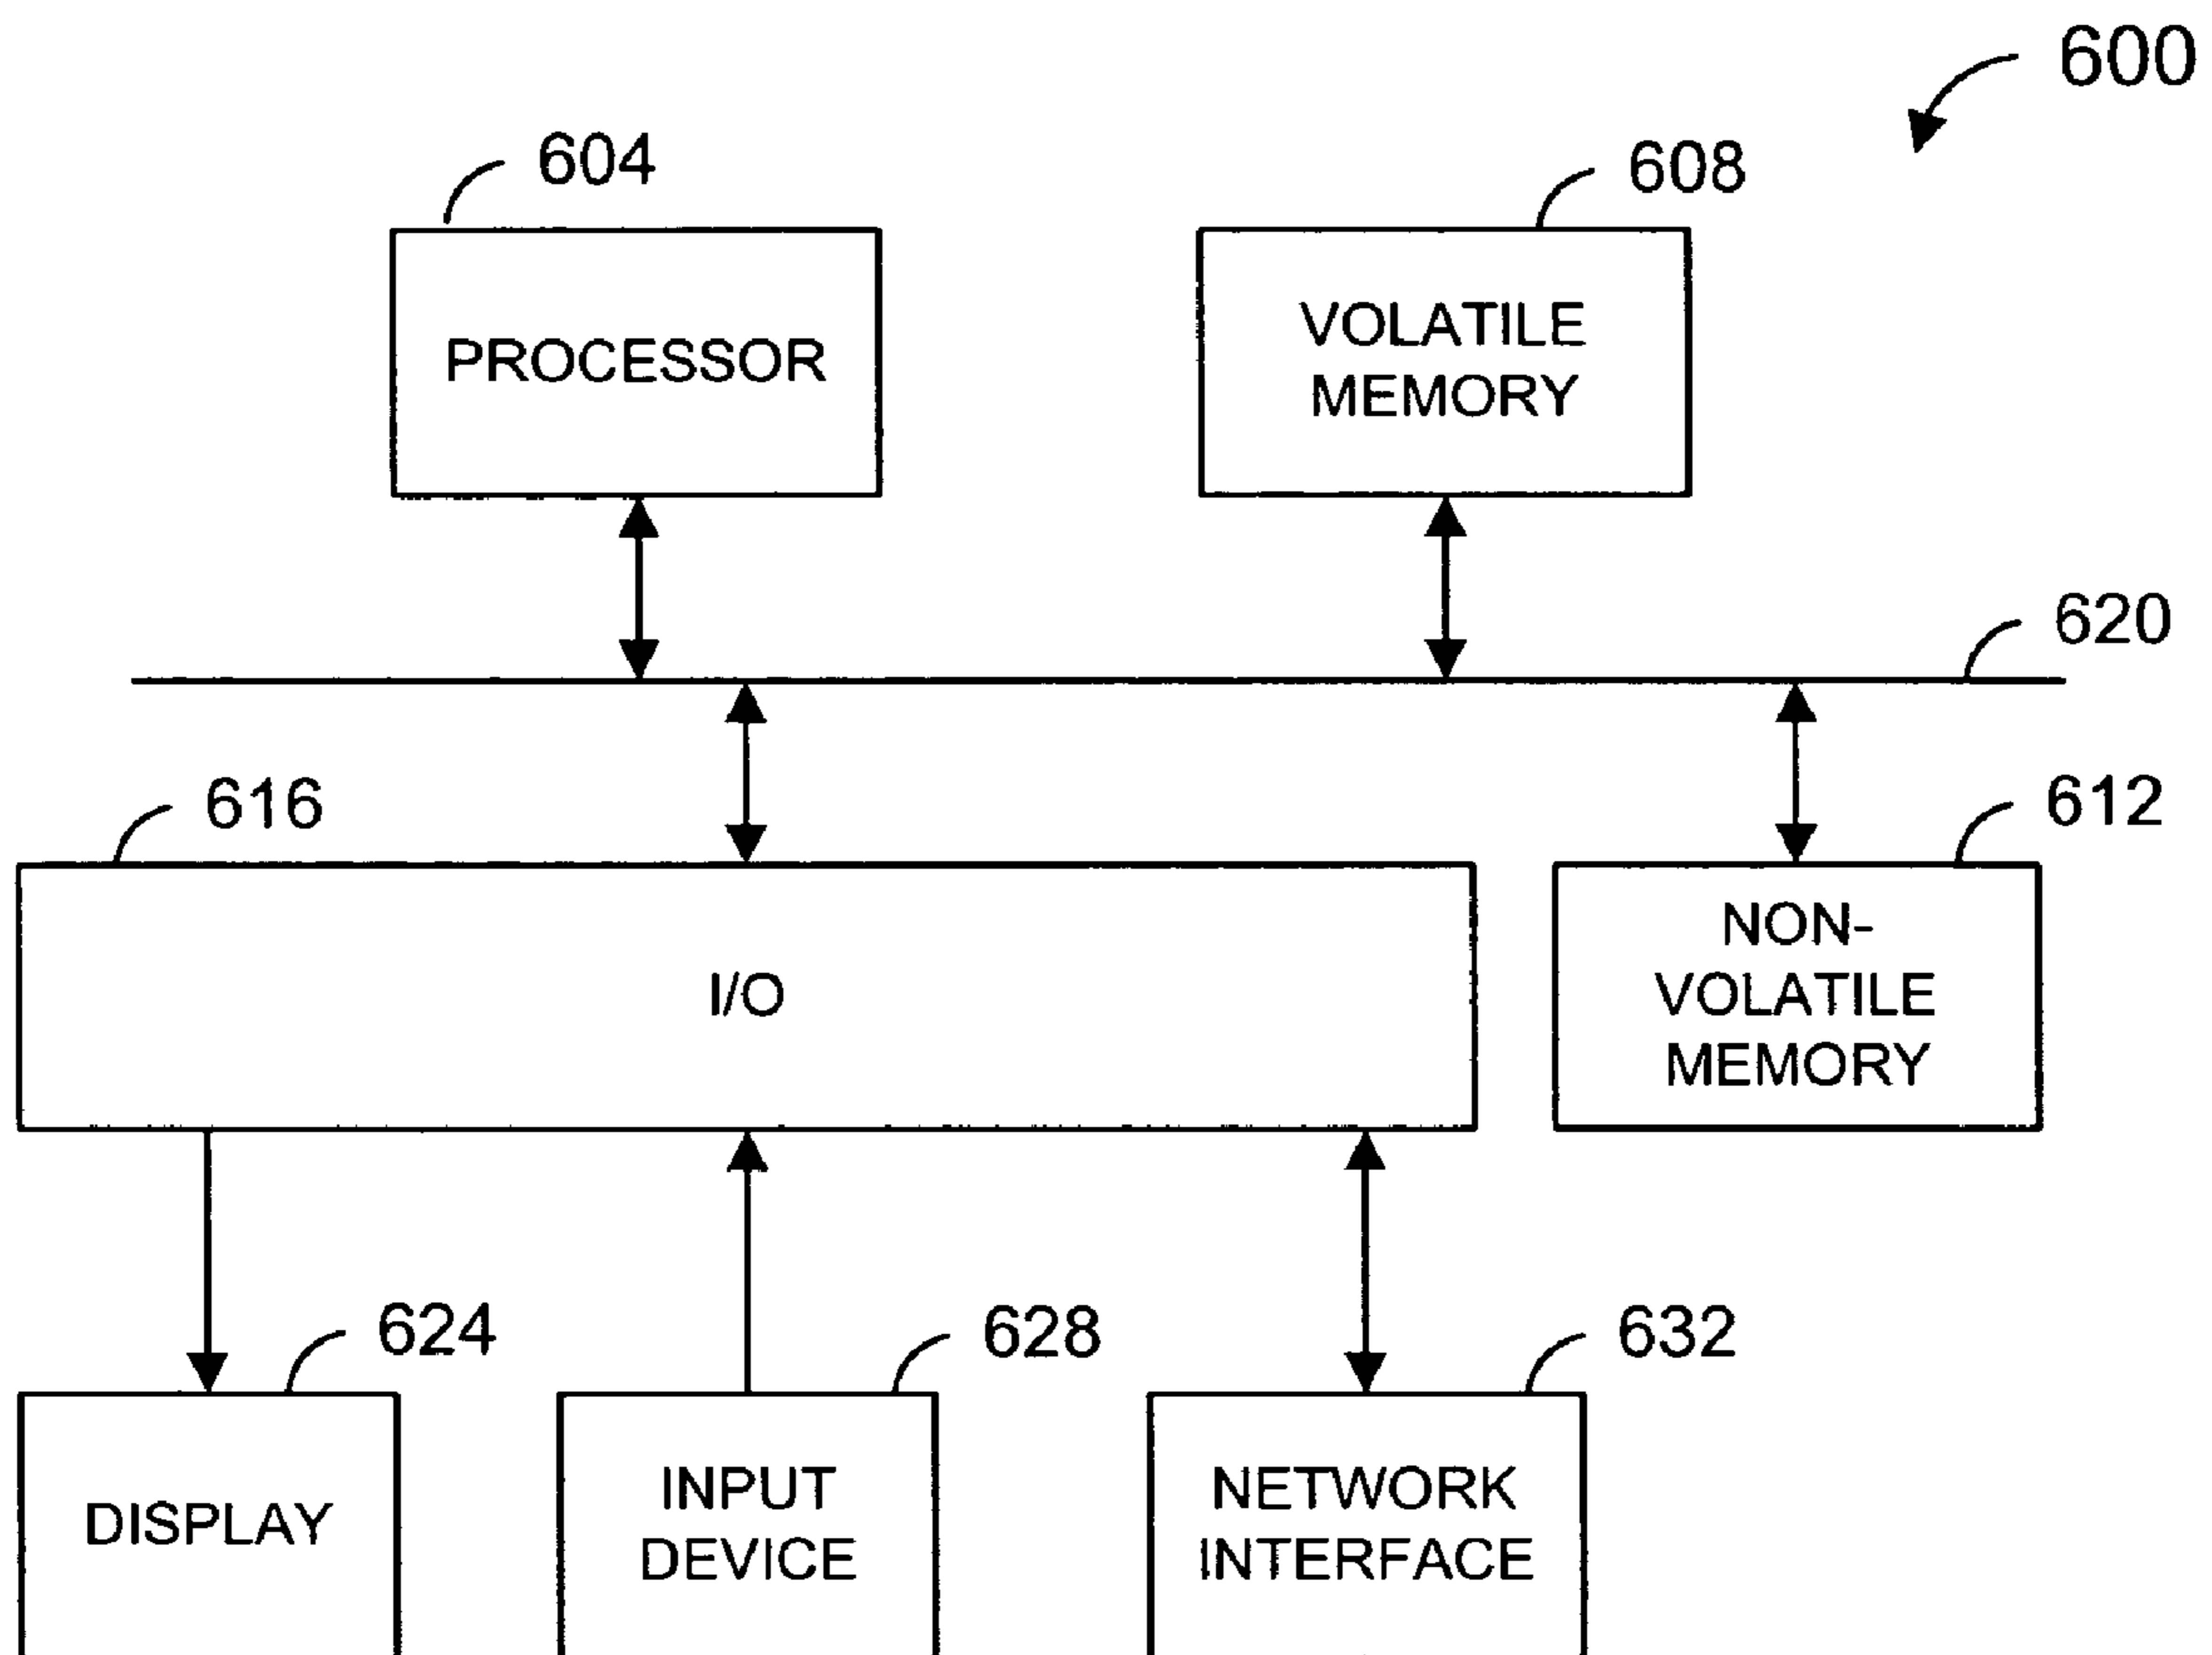 600
604
608
PROCESSOR
VOLATILE
MEMORY
620
616
612
I/O
NON-
VOLATILE
MEMORY
624
628
632
DISPLAY
INPUT
DEVICE
NETWORK
INTERFACE